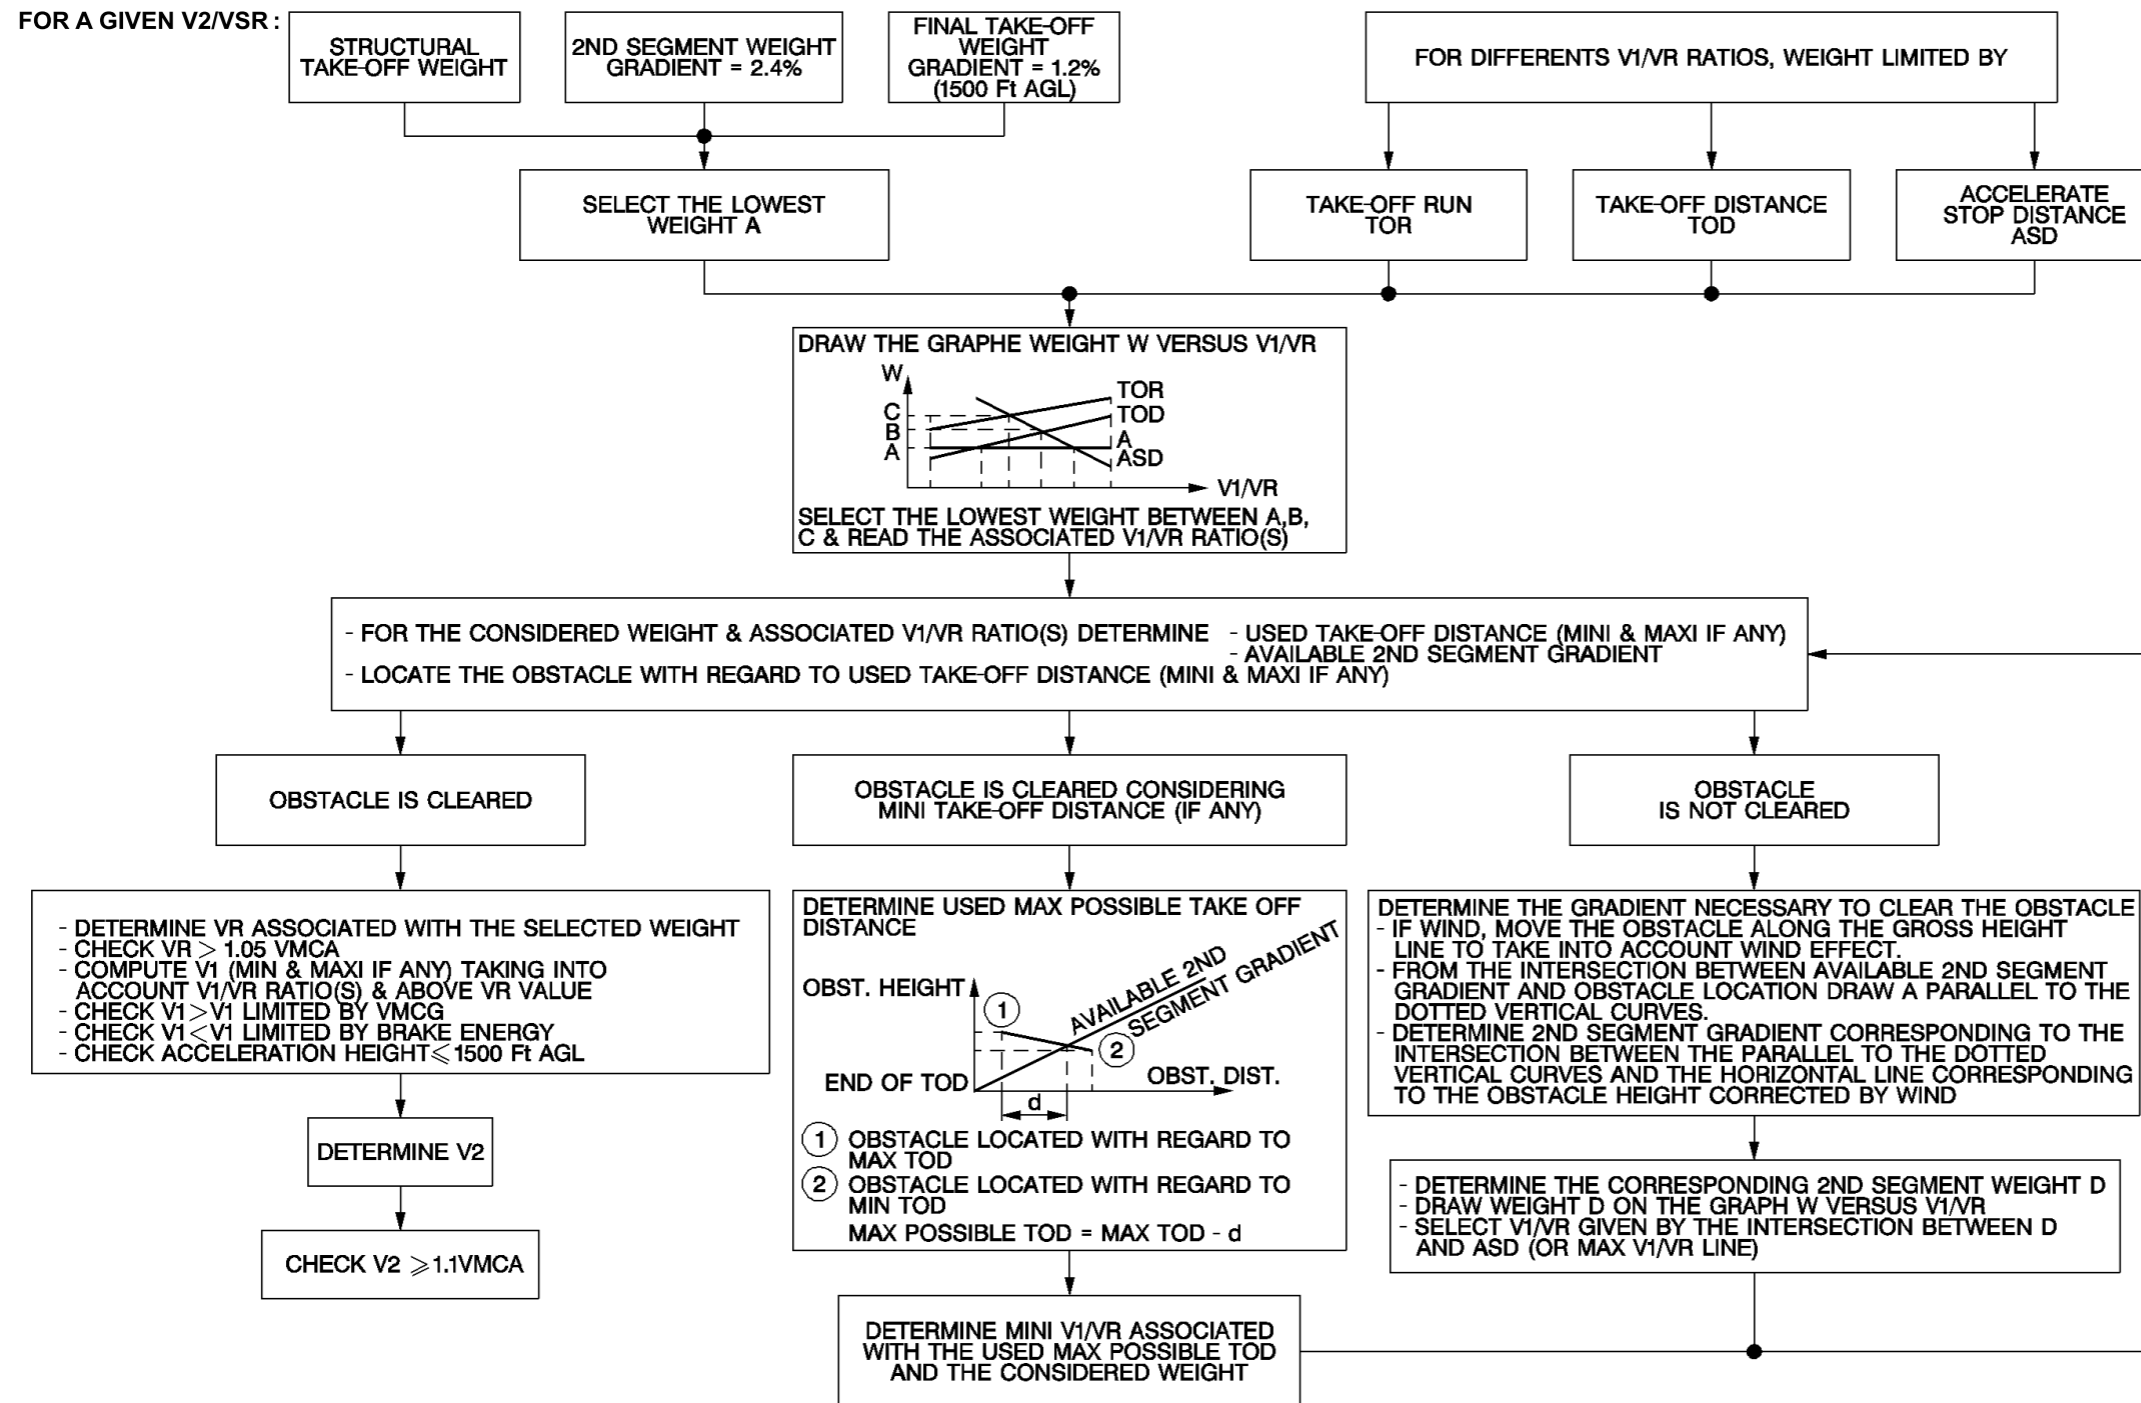 FOR A GIVEN V2/VSR :
STRUCTURAL
TAKE-OFF WEIGHT
2ND SEGMENT WEIGHT
GRADIENT = 2.4%
FINAL TAKE-OFF
WEIGHT
GRADIENT = 1.2%
(1500 Ft AGL)
FOR DIFFERENTS V1/VR RATIOS, WEIGHT LIMITED BY
SELECT THE LOWEST
WEIGHT A
TAKE-OFF RUN
TOR
TAKE-OFF DISTANCE
TOD
ACCELERATE
STOP DISTANCE
ASD
DRAW THE GRAPHE WEIGHT W VERSUS V1/VR
W
C
B
A
TOR
TOD
A
ASD
V1/VR
SELECT THE LOWEST WEIGHT BETWEEN A,B,
C & READ THE ASSOCIATED V1/VR RATIO(S)
- FOR THE CONSIDERED WEIGHT & ASSOCIATED V1/VR RATIO(S) DETERMINE - USED TAKE-OFF DISTANCE (MINI & MAXI IF ANY)
- AVAILABLE 2ND SEGMENT GRADIENT
- LOCATE THE OBSTACLE WITH REGARD TO USED TAKE-OFF DISTANCE (MINI & MAXI IF ANY)
OBSTACLE IS CLEARED
OBSTACLE IS CLEARED CONSIDERING
MINI TAKE-OFF DISTANCE (IF ANY)
OBSTACLE
IS NOT CLEARED
- DETERMINE VR ASSOCIATED WITH THE SELECTED WEIGHT
- CHECK VR > 1.05 VMCA
- COMPUTE V1 (MIN & MAXI IF ANY) TAKING INTO
ACCOUNT V1/VR RATIO(S) & ABOVE VR VALUE
- CHECK V1>V1 LIMITED BY VMCG
- CHECK V1<V1 LIMITED BY BRAKE ENERGY
- CHECK ACCELERATION HEIGHT⩽1500 Ft AGL
DETERMINE V2
CHECK V2 ⩾1.1VMCA
DETERMINE USED MAX POSSIBLE TAKE OFF
DISTANCE
OBST. HEIGHT
1
AVAILABLE 2ND
SEGMENT GRADIENT
2
END OF TOD
OBST. DIST.
d
1 OBSTACLE LOCATED WITH REGARD TO
MAX TOD
2 OBSTACLE LOCATED WITH REGARD TO
MIN TOD
MAX POSSIBLE TOD = MAX TOD - d
DETERMINE MINI V1/VR ASSOCIATED
WITH THE USED MAX POSSIBLE TOD
AND THE CONSIDERED WEIGHT
DETERMINE THE GRADIENT NECESSARY TO CLEAR THE OBSTACLE
- IF WIND, MOVE THE OBSTACLE ALONG THE GROSS HEIGHT
LINE TO TAKE INTO ACCOUNT WIND EFFECT.
- FROM THE INTERSECTION BETWEEN AVAILABLE 2ND SEGMENT
GRADIENT AND OBSTACLE LOCATION DRAW A PARALLEL TO THE
DOTTED VERTICAL CURVES.
- DETERMINE 2ND SEGMENT GRADIENT CORRESPONDING TO THE
INTERSECTION BETWEEN THE PARALLEL TO THE DOTTED
VERTICAL CURVES AND THE HORIZONTAL LINE CORRESPONDING
TO THE OBSTACLE HEIGHT CORRECTED BY WIND
- DETERMINE THE CORRESPONDING 2ND SEGMENT WEIGHT D
- DRAW WEIGHT D ON THE GRAPH W VERSUS V1/VR
- SELECT V1/VR GIVEN BY THE INTERSECTION BETWEEN D
AND ASD (OR MAX V1/VR LINE)